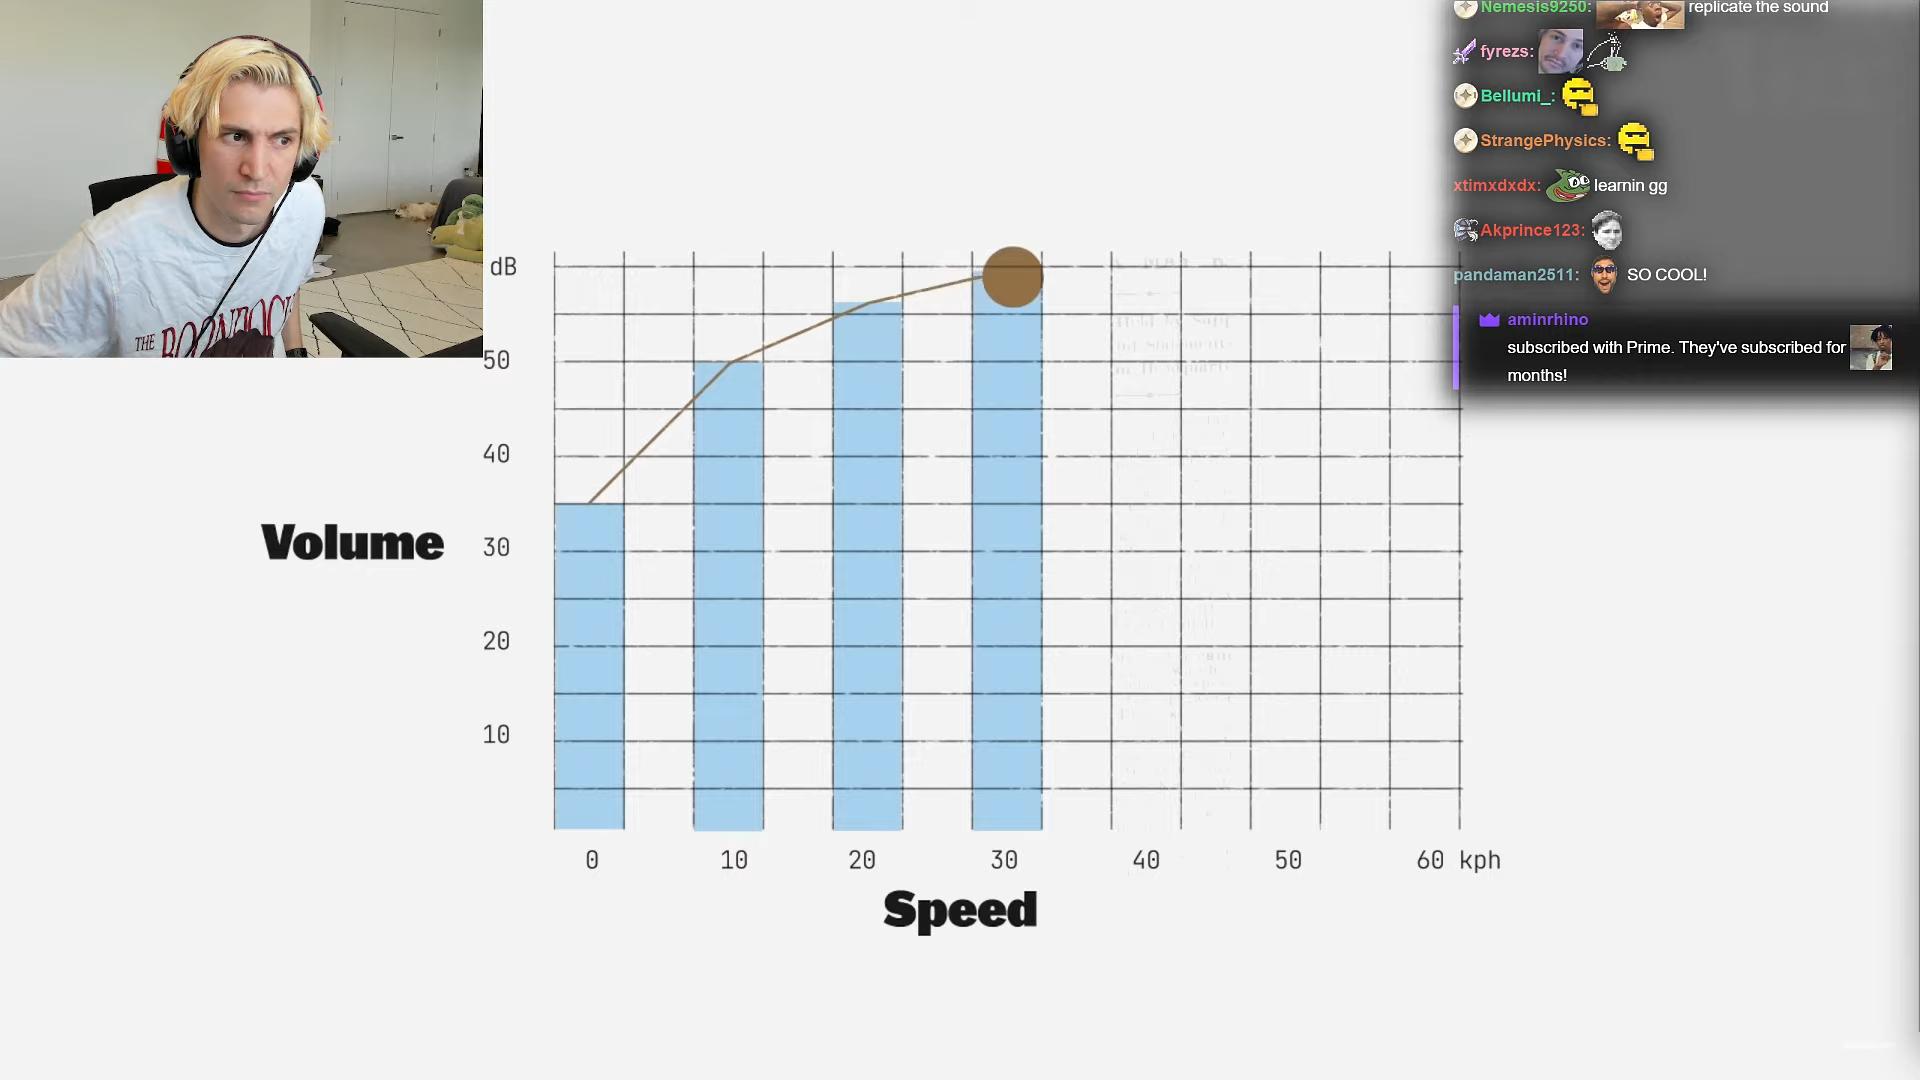 Nemesis9250: replicate the sound
fyrezs:
Bellumi_:
StrangePhysics:
xtimxdxdx: learnin gg
Akprince123:
pandaman2511: SO COOL!
aminrhino
subscribed with Prime. They've subscribed for
months!
THE BOONDOCK
dB
50
40
30
20
10
Volume
0 10 20 30 40 50 60 kph
Speed